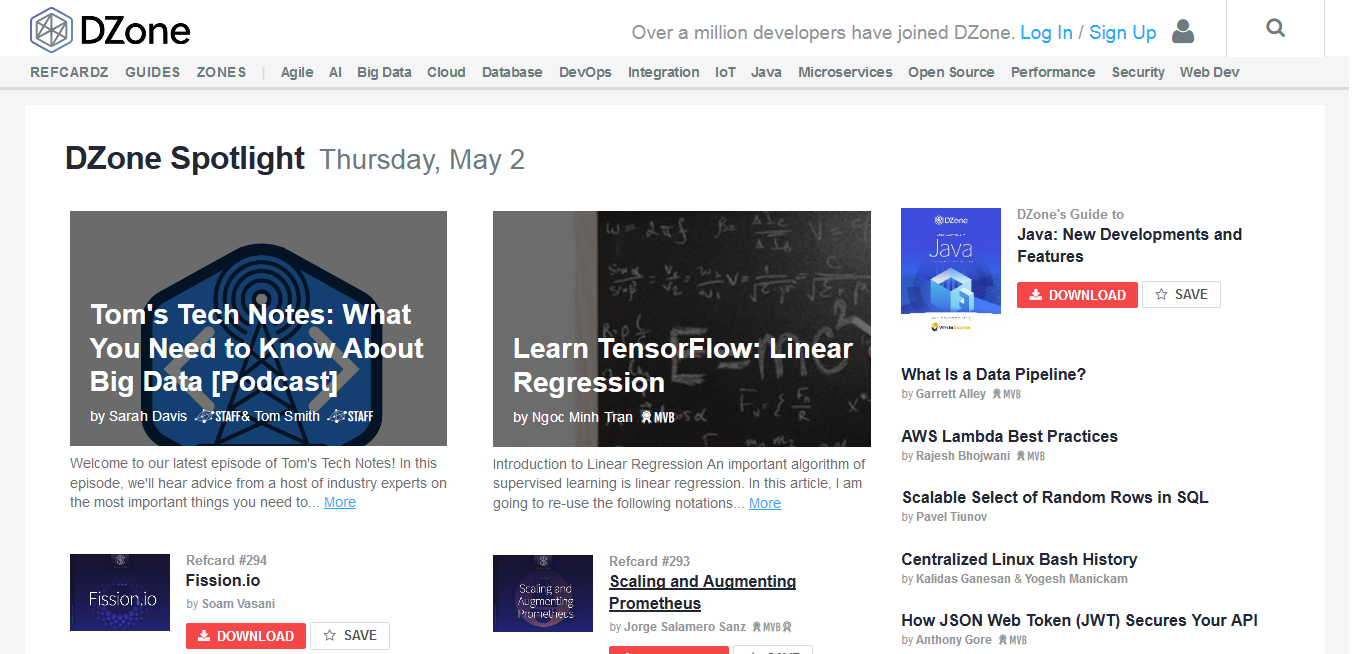 DZone
Over a million developers have joined DZone. Log In / Sign Up
REFCARDZ GUIDES ZONES | Agile AI Big Data Cloud Database DevOps Integration IoT Java Microservices Open Source Performance Security Web Dev
DZone Spotlight Thursday, May 2
Tom's Tech Notes: What
You Need to Know About
Big Data [Podcast]
by Sarah Davis STAFF & Tom Smith STAFF
Welcome to our latest episode of Tom's Tech Notes! In this
episode, we'll hear advice from a host of industry experts on
the most important things you need to... More
Learn TensorFlow: Linear
Regression
by Ngoc Minh Tran MVB
Introduction to Linear Regression An important algorithm of
supervised learning is linear regression. In this article, I am
going to re-use the following notations... More
DZone
Java
DZone's Guide to
Java: New Developments and
Features
DOWNLOAD SAVE
What Is a Data Pipeline?
by Garrett Alley MVB
AWS Lambda Best Practices
by Rajesh Bhojwani MVB
Scalable Select of Random Rows in SQL
by Pavel Tiunov
Centralized Linux Bash History
by Kalidas Ganesan & Yogesh Manickam
How JSON Web Token (JWT) Secures Your API
by Anthony Gore MVB
Fission.io
Refcard #294
Fission.io
by Soam Vasani
DOWNLOAD SAVE
Scaling and
Augmenting
Prometheus
Refcard #293
Scaling and Augmenting
Prometheus
by Jorge Salamero Sanz MVB